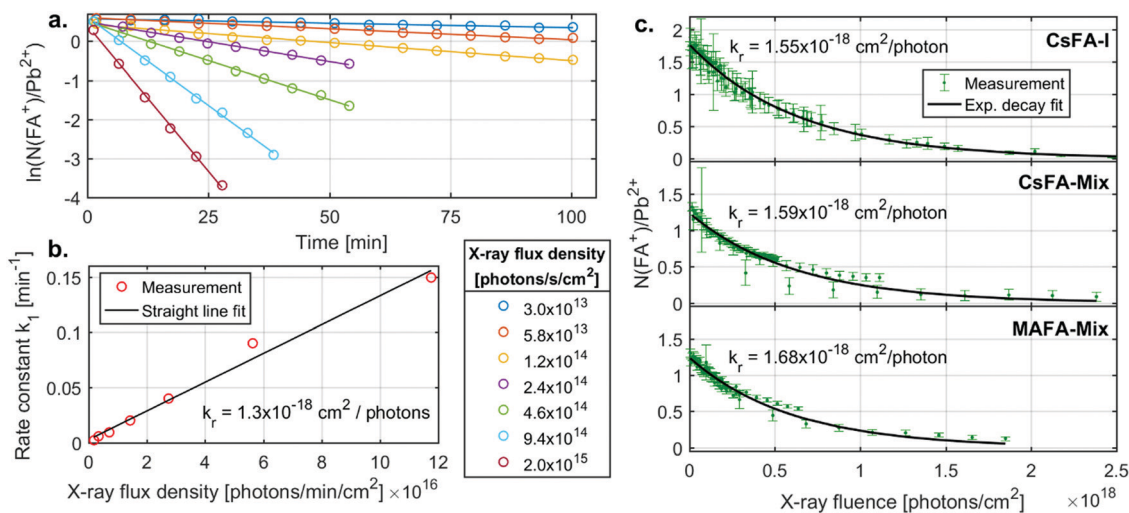 a.
ln(N(FA⁺)/Pb²⁺)
0
-1
-2
-3
-4
0
25
50
75
100
Time [min]
b.
Rate constant k₁ [min⁻¹]
0.15
0.1
0.05
0
Measurement
Straight line fit
kᵣ = 1.3x10⁻¹⁸ cm² / photons
0
2
4
6
8
10
12
X-ray flux density [photons/min/cm²] ×10¹⁶
X-ray flux density
[photons/s/cm²]
3.0x10¹³
5.8x10¹³
1.2x10¹⁴
2.4x10¹⁴
4.6x10¹⁴
9.4x10¹⁴
2.0x10¹⁵
c.
N(FA⁺)/Pb²⁺
2
1.5
1
0.5
0
kᵣ = 1.55x10⁻¹⁸ cm²/photon
CsFA-I
Measurement
Exp. decay fit
1.5
1
0.5
0
kᵣ = 1.59x10⁻¹⁸ cm²/photon
CsFA-Mix
1.5
1
0.5
0
kᵣ = 1.68x10⁻¹⁸ cm²/photon
MAFA-Mix
0
0.5
1
1.5
2
2.5
X-ray fluence [photons/cm²] ×10¹⁸